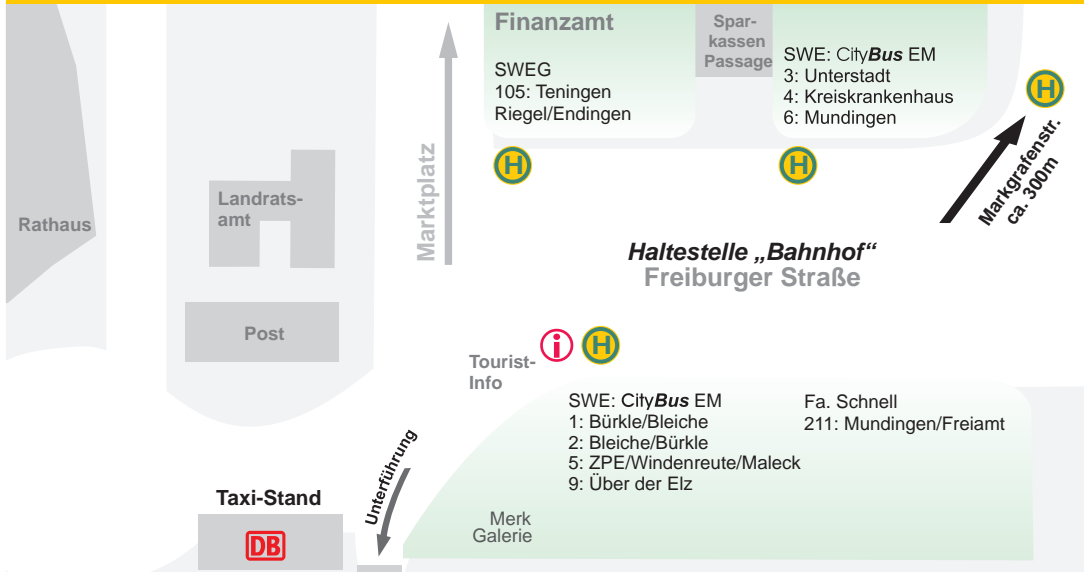 Finanzamt
SWEG
105: Teningen
Riegel/Endingen
Spar-
kassen
Passage
SWE: CityBus EM
3: Unterstadt
4: Kreiskrankenhaus
6: Mundingen
H
H
H
Markgrafenstr.
ca. 300m
Marktplatz
Rathaus
Landrats-
amt
Post
Haltestelle „Bahnhof“
Freiburger Straße
Tourist-
Info
i
H
SWE: CityBus EM
1: Bürkle/Bleiche
2: Bleiche/Bürkle
5: ZPE/Windenreute/Maleck
9: Über der Elz
Fa. Schnell
211: Mundingen/Freiamt
Unterführung
Taxi-Stand
DB
Merk
Galerie